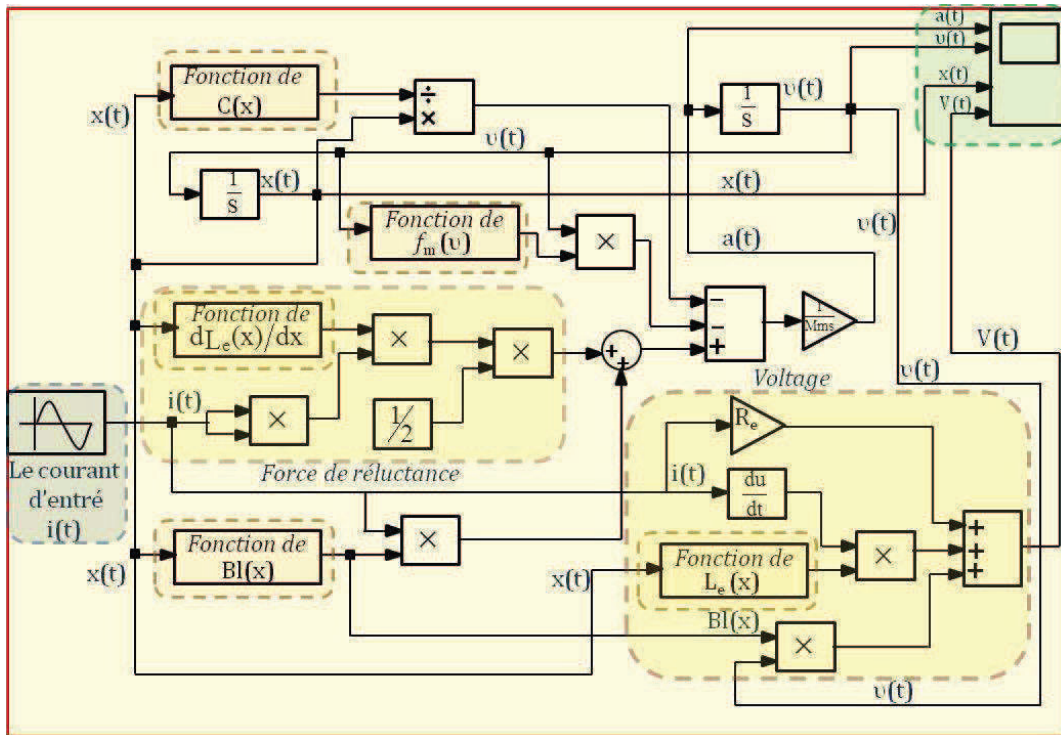 a(t)
υ(t)
x(t)
V(t)
Fonction de
C(x)
÷
×
x(t)
υ(t)
1
S
υ(t)
1
S
x(t)
x(t)
υ(t)
Fonction de
fm(υ)
×
a(t)
Fonction de
dLe(x)/dx
×
×
−
−
+
1
Mms
+
+
V(t)
Voltage
υ(t)
i(t)
×
1/2
Re
Le courant
d'entré
i(t)
Force de réluctance
i(t)
du
dt
Fonction de
Bl(x)
×
x(t)
x(t)
Fonction de
Le(x)
×
+
+
+
Bl(x)
×
υ(t)